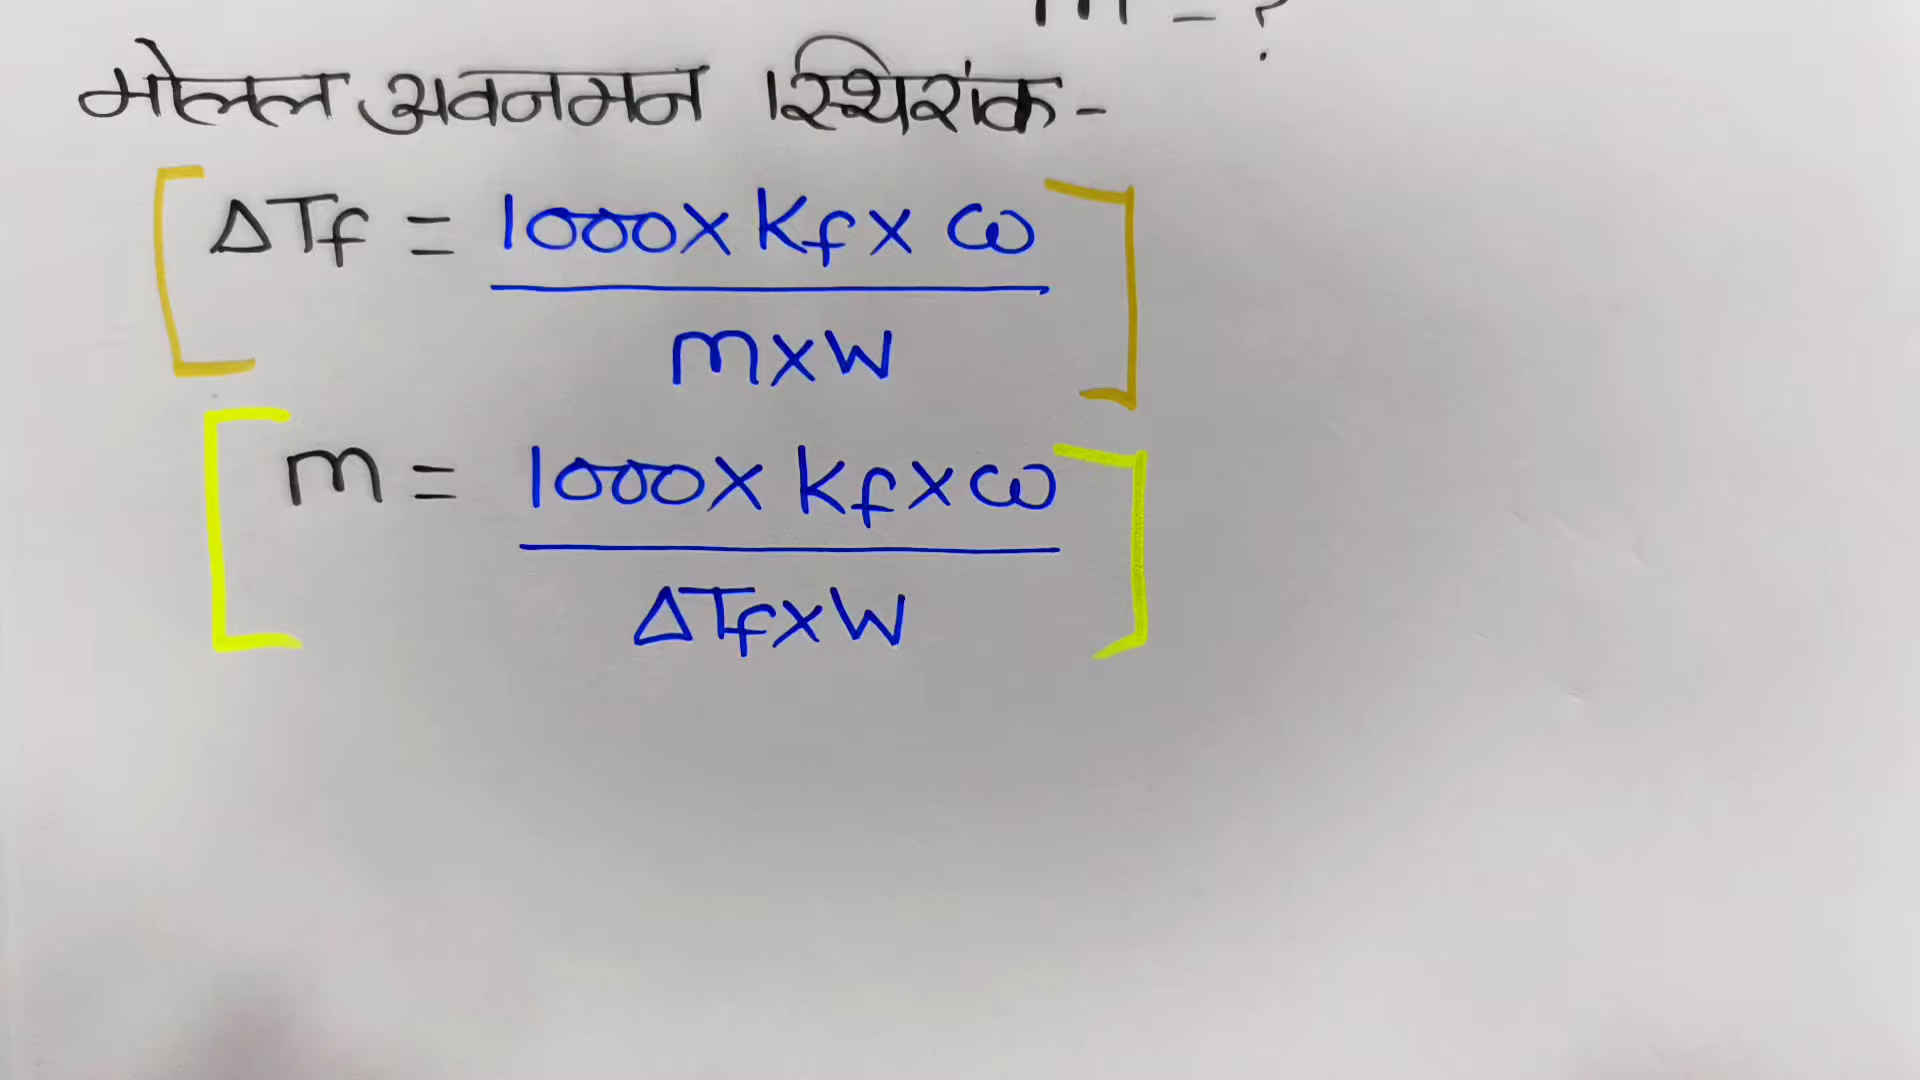 m - ?
मोलल अवनमन स्थिरांक-
ΔTf = 1000 x Kf x ω
m x W
m = 1000 x Kf x ω
ΔTf x W